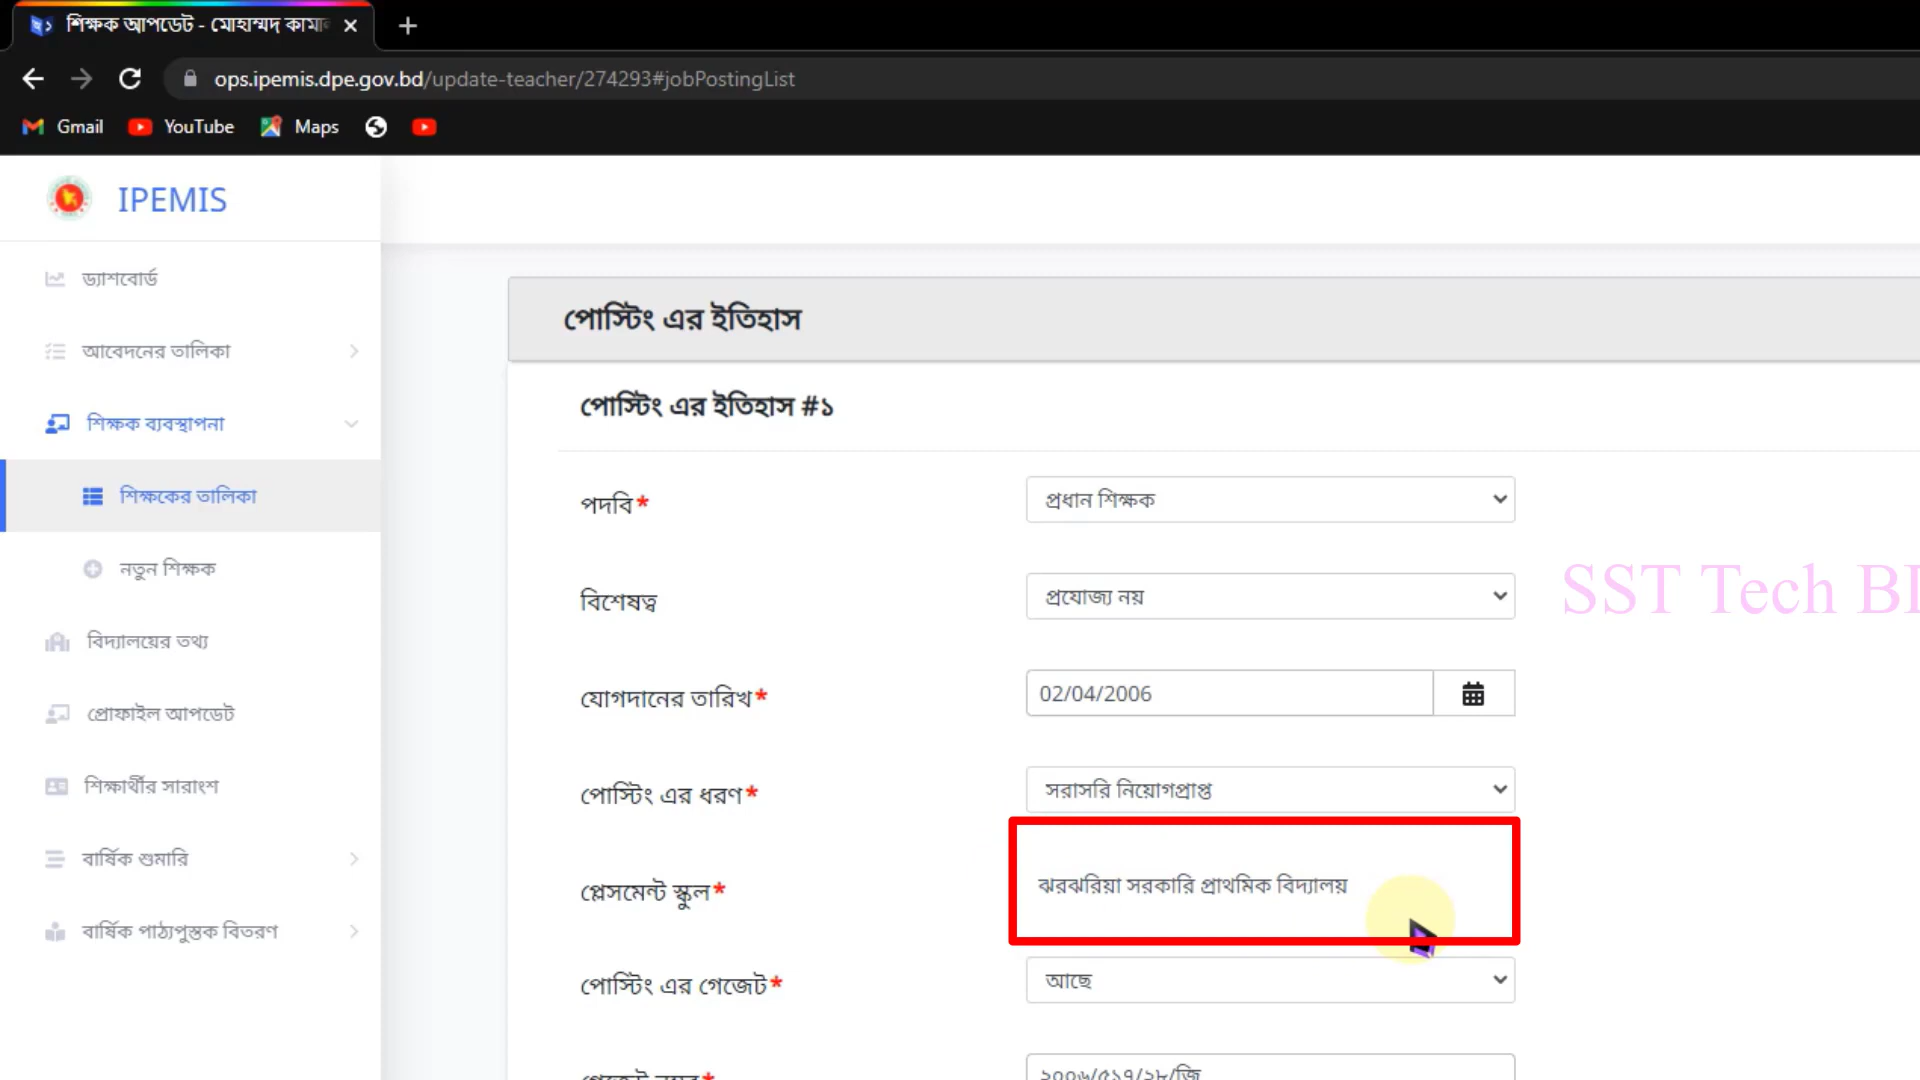 শিক্ষক আপডেট - মোহাম্মদ
ops.ipemis.dpe.gov.bd/update-teacher/274293#jobPostingList
Gmail YouTube Maps
IPEMIS
ড্যাশবোর্ড
আবেদনের তালিকা
শিক্ষক ব্যবস্থাপনা
শিক্ষকের তালিকা
নতুন শিক্ষক
বিদ্যালয়ের তথ্য
প্রোফাইল আপডেট
শিক্ষার্থীর সারাংশ
বার্ষিক শুমারি
বার্ষিক পাঠ্যপুস্তক বিতরণ
পোস্টিং এর ইতিহাস
পোস্টিং এর ইতিহাস #১
পদবি* প্রধান শিক্ষক
বিশেষত্ব প্রযোজ্য নয়
যোগদানের তারিখ* 02/04/2006
পোস্টিং এর ধরণ* সরাসরি নিয়োগপ্রাপ্ত
প্লেসমেন্ট স্কুল* ঝরঝরিয়া সরকারি প্রাথমিক বিদ্যালয়
পোস্টিং এর গেজেট* আছে
SST Tech